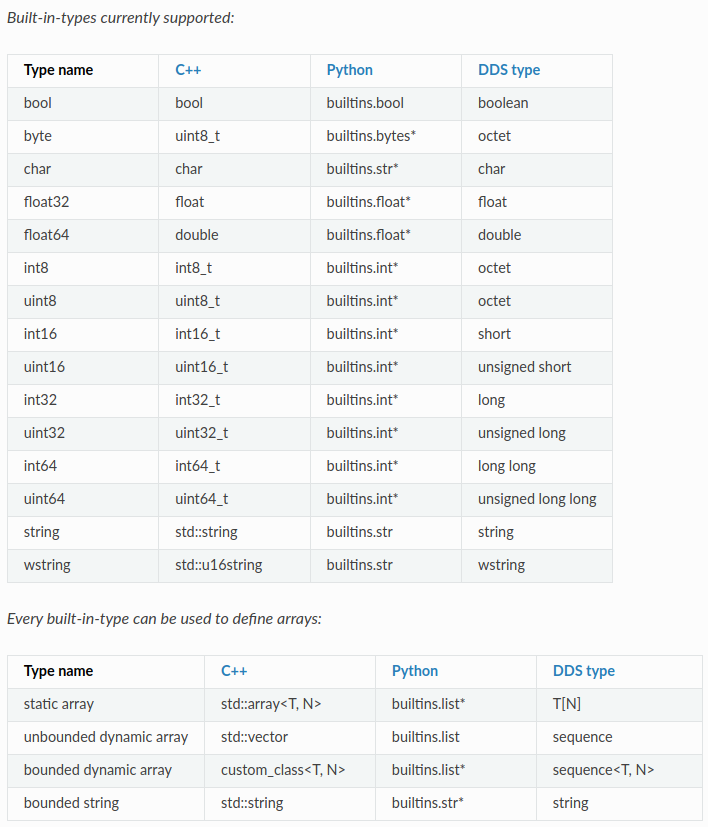 Built-in-types currently supported:
Type name C++ Python DDS type
bool bool builtins.bool boolean
byte uint8_t builtins.bytes* octet
char char builtins.str* char
float32 float builtins.float* float
float64 double builtins.float* double
int8 int8_t builtins.int* octet
uint8 uint8_t builtins.int* octet
int16 int16_t builtins.int* short
uint16 uint16_t builtins.int* unsigned short
int32 int32_t builtins.int* long
uint32 uint32_t builtins.int* unsigned long
int64 int64_t builtins.int* long long
uint64 uint64_t builtins.int* unsigned long long
string std::string builtins.str string
wstring std::u16string builtins.str wstring
Every built-in-type can be used to define arrays:
Type name C++ Python DDS type
static array std::array<T, N> builtins.list* T[N]
unbounded dynamic array std::vector builtins.list sequence
bounded dynamic array custom_class<T, N> builtins.list* sequence<T, N>
bounded string std::string builtins.str* string